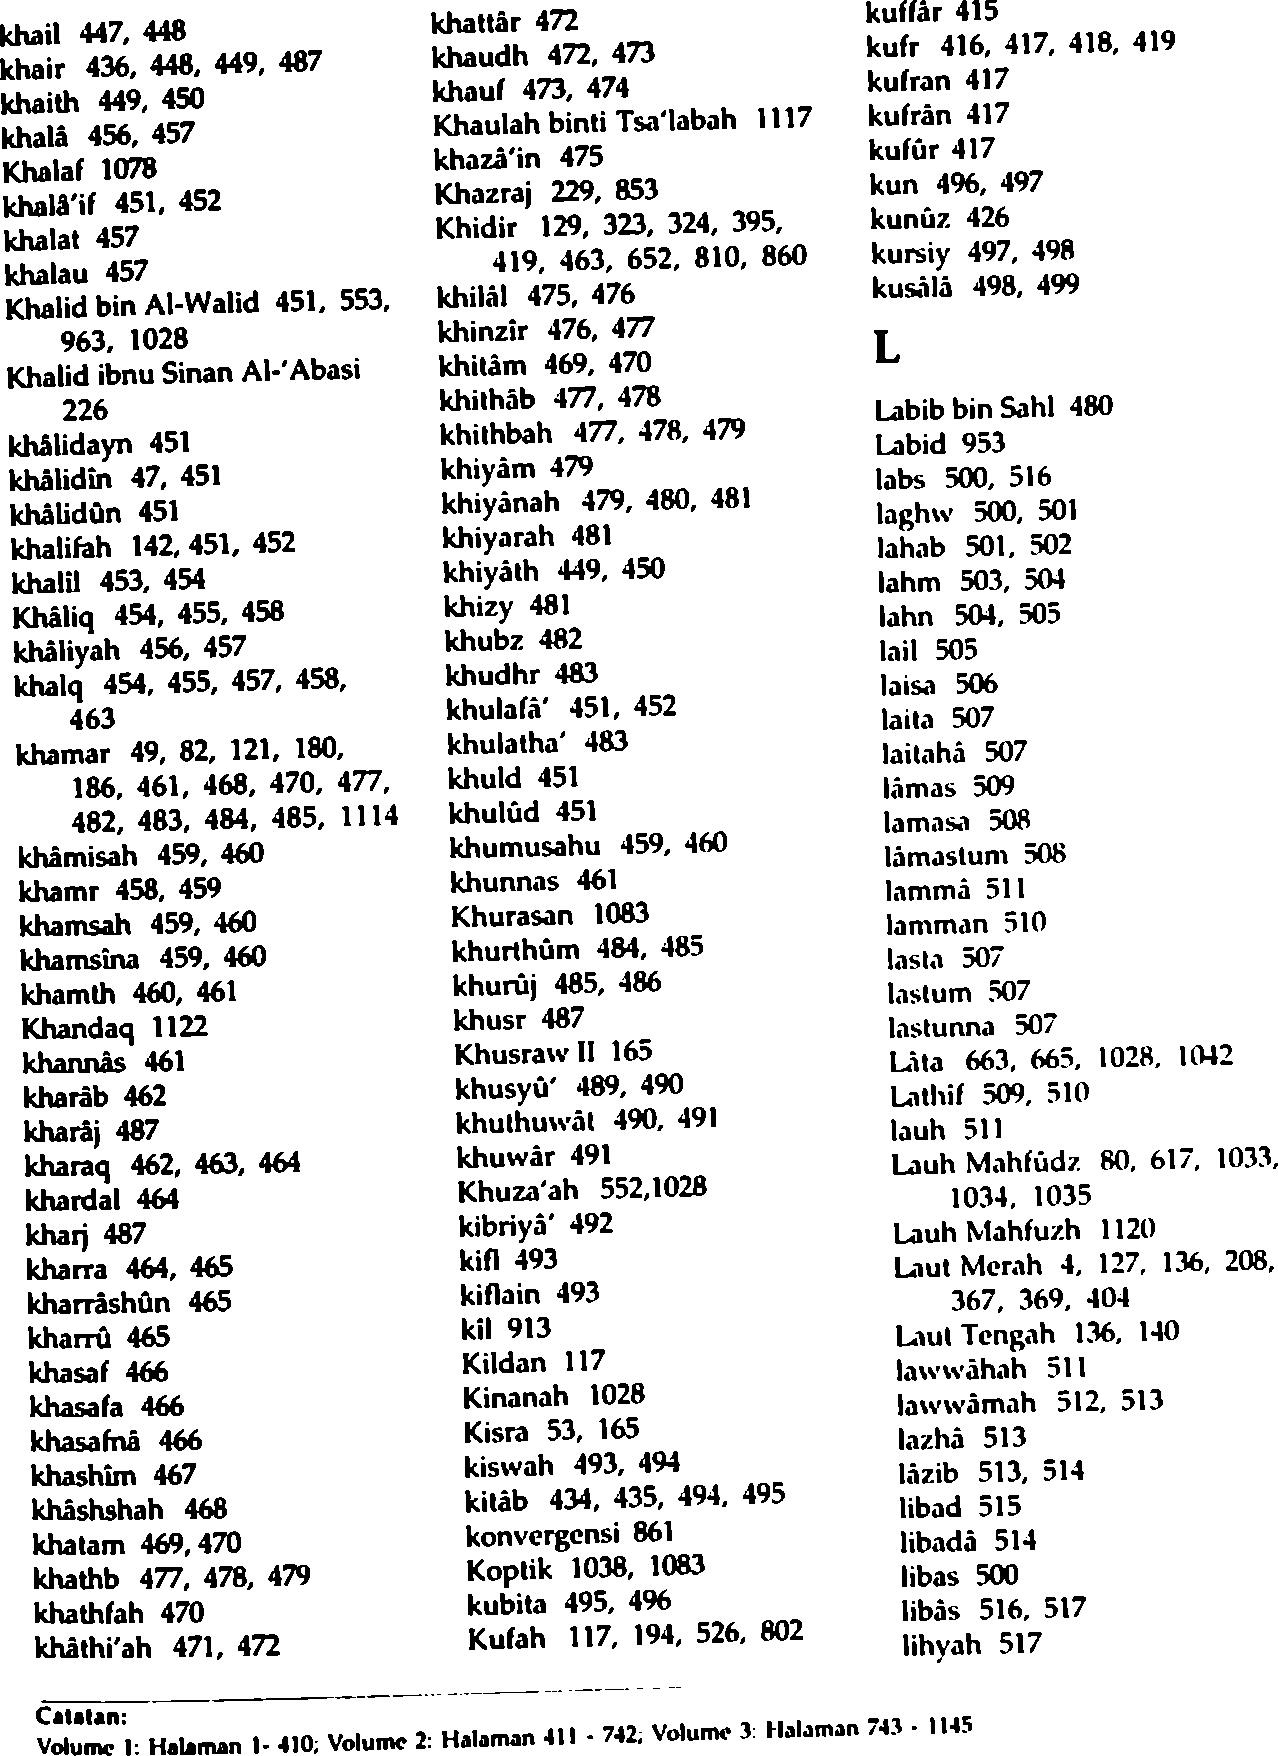 khail 447, 448
khair 436, 448, 449, 487
khaith 449, 450
khalâ 456, 457
Khalaf 1078
khalâ'if 451, 452
khalat 457
khalau 457
Khalid bin Al-Walid 451, 553,
963, 1028
Khalid ibnu Sinan Al-'Abasi
226
khâlidayn 451
khâlidîn 47, 451
khâlidûn 451
khalifah 142, 451, 452
khalîl 453, 454
Khâliq 454, 455, 458
khâliyah 456, 457
khalq 454, 455, 457, 458,
463
khamar 49, 82, 121, 180,
186, 461, 468, 470, 477,
482, 483, 484, 485, 1114
khâmisah 459, 460
khamr 458, 459
khamsah 459, 460
khamsîna 459, 460
khamth 460, 461
Khandaq 1122
khannâs 461
kharâb 462
kharâj 487
kharaq 462, 463, 464
khardal 464
kharj 487
kharra 464, 465
kharrâshûn 465
kharrû 465
khasaf 466
khasafa 466
khasafnâ 466
khashîm 467
khâshshah 468
khatam 469, 470
khathb 477, 478, 479
khathfah 470
khâthi'ah 471, 472
khattâr 472
khaudh 472, 473
khauf 473, 474
Khaulah binti Tsa'labah 1117
khazâ'in 475
Khazraj 229, 853
Khidir 129, 323, 324, 395,
419, 463, 652, 810, 860
khilâl 475, 476
khinzîr 476, 477
khitâm 469, 470
khithâb 477, 478
khithbah 477, 478, 479
khiyâm 479
khiyânah 479, 480, 481
khiyarah 481
khiyâth 449, 450
khizy 481
khubz 482
khudhr 483
khulafâ' 451, 452
khulatha' 483
khuld 451
khulûd 451
khumusahu 459, 460
khunnas 461
Khurasan 1083
khurthûm 484, 485
khurûj 485, 486
khusr 487
Khusraw II 165
khusyû' 489, 490
khuthuwât 490, 491
khuwâr 491
Khuza'ah 552,1028
kibriyâ' 492
kifl 493
kiflain 493
kil 913
Kildan 117
Kinanah 1028
Kisra 53, 165
kiswah 493, 494
kitâb 434, 435, 494, 495
konvergensi 861
Koptik 1038, 1083
kubita 495, 496
Kufah 117, 194, 526, 802
kuffâr 415
kufr 416, 417, 418, 419
kufran 417
kufrân 417
kufûr 417
kun 496, 497
kunûz 426
kursiy 497, 498
kusâlâ 498, 499
L
Labib bin Sahl 480
Labid 953
labs 500, 516
laghw 500, 501
lahab 501, 502
lahm 503, 504
lahn 504, 505
lail 505
laisa 506
laita 507
laitahâ 507
lâmas 509
lamasa 508
lâmastum 508
lammâ 511
lamman 510
lasta 507
lastum 507
lastunna 507
Lâta 663, 665, 1028, 1042
Lathif 509, 510
lauh 511
Lauh Mahfûdz 80, 617, 1033,
1034, 1035
Lauh Mahfuzh 1120
Laut Merah 4, 127, 136, 208,
367, 369, 404
Laut Tengah 136, 140
lawwâhah 511
lawwâmah 512, 513
lazhâ 513
lâzib 513, 514
libad 515
libadâ 514
libas 500
libâs 516, 517
lihyah 517
Catatan:
Volume 1: Halaman 1- 410; Volume 2: Halaman 411 - 742; Volume 3: Halaman 743 - 1145